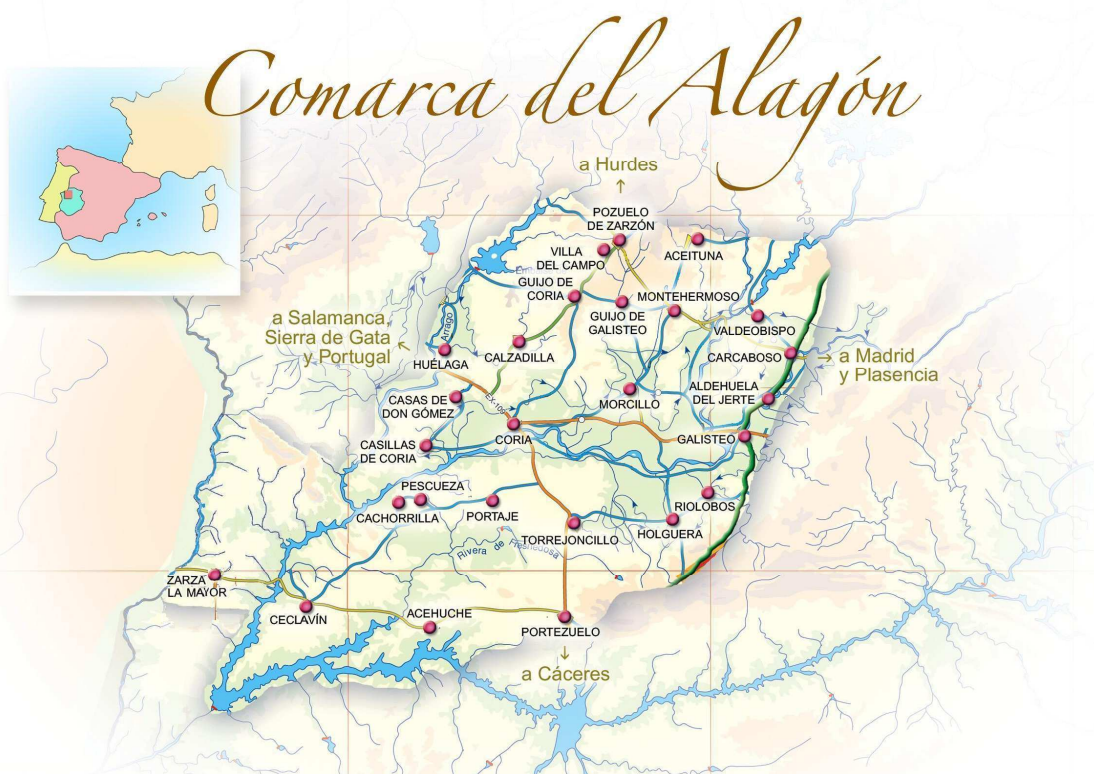 Comarca del Alagón
a Hurdes
↑
POZUELO
DE ZARZÓN
VILLA
DEL CAMPO
ACEITUNA
GUIJO DE
CORIA
MONTEHERMOSO
GUIJO DE
GALISTEO
VALDEOBISPO
a Salamanca,
Sierra de Gata
y Portugal
Arrago
HUÉLAGA
CALZADILLA
CARCABOSO
→ a Madrid
y Plasencia
CASAS DE
DON GÓMEZ
MORCILLO
ALDEHUELA
DEL JERTE
CORIA
CASILLAS
DE CORIA
GALISTEO
PESCUEZA
CACHORRILLA
PORTAJE
RIOLOBOS
TORREJONCILLO
HOLGUERA
Rivera de Fresnedosa
ZARZA
LA MAYOR
CECLAVÍN
ACEHUCHE
PORTEZUELO
↓
a Cáceres